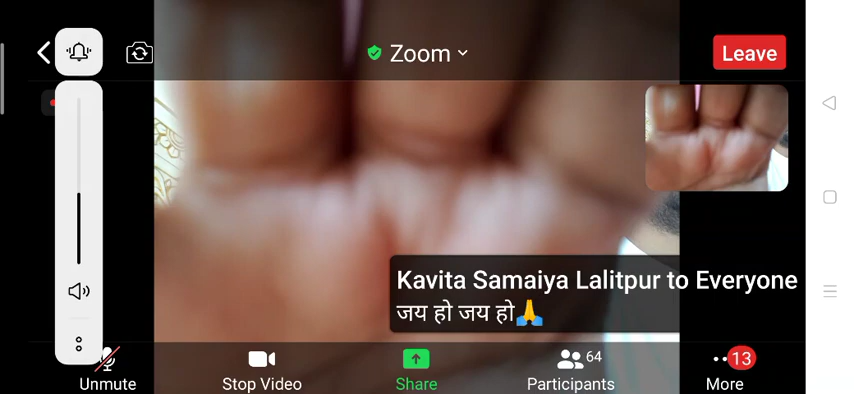 Zoom
Leave
Kavita Samaiya Lalitpur to Everyone
जय हो जय हो🙏
64
13
Unmute
Stop Video
Share
Participants
More